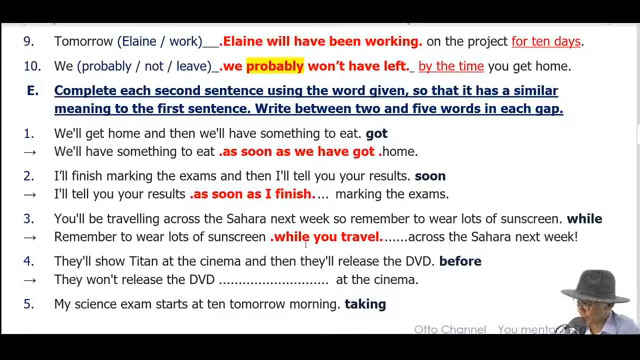 9. Tomorrow (Elaine / work)__.Elaine will have been working. on the project for ten days.
10. We (probably / not / leave)_.we probably won't have left._ by the time you get home.
E. Complete each second sentence using the word given, so that it has a similar
meaning to the first sentence. Write between two and five words in each gap.
1. We'll get home and then we'll have something to eat. got
→ We'll have something to eat .as soon as we have got .home.
2. I'll finish marking the exams and then I'll tell you your results. soon
→ I'll tell you your results .as soon as I finish.... marking the exams.
3. You'll be travelling across the Sahara next week so remember to wear lots of sunscreen. while
→ Remember to wear lots of sunscreen .while you travel.......across the Sahara next week!
4. They'll show Titan at the cinema and then they'll release the DVD. before
→ They won't release the DVD ............................ at the cinema.
5. My science exam starts at ten tomorrow morning. taking
Otto Channel You mento